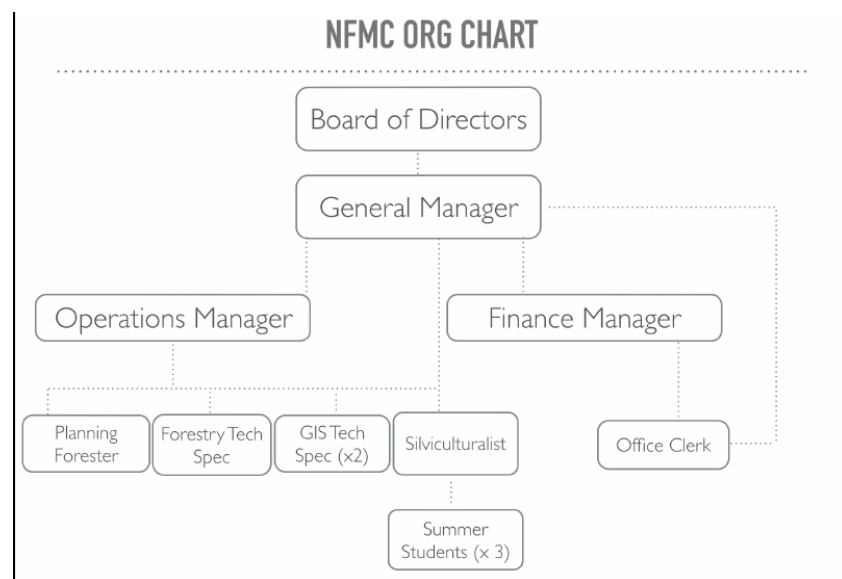 NFMC ORG CHART
Board of Directors
General Manager
Operations Manager
Finance Manager
Planning
Forester
Forestry Tech
Spec
GIS Tech
Spec (x2)
Silviculturalist
Office Clerk
Summer
Students (x 3)